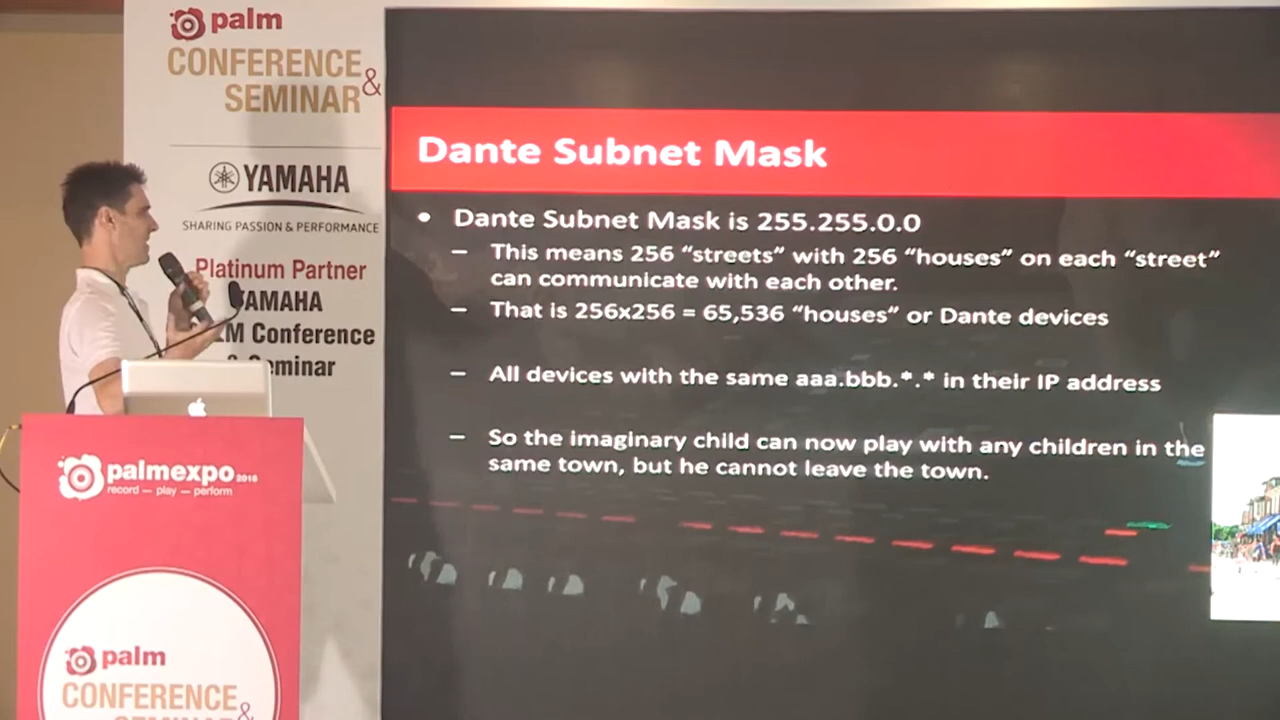 palm
CONFERENCE
& SEMINAR
YAMAHA
SHARING PASSION & PERFORMANCE
Platinum Partner
YAMAHA
Conference
& Seminar
Dante Subnet Mask
• Dante Subnet Mask is 255.255.0.0
– This means 256 “streets” with 256 “houses” on each “street”
can communicate with each other.
– That is 256x256 = 65,536 “houses” or Dante devices
– All devices with the same aaa.bbb.*.* in their IP address
– So the imaginary child can now play with any children in the
same town, but he cannot leave the town.
palmexpo 2016
record — play — perform
palm
CONFERENCE
&